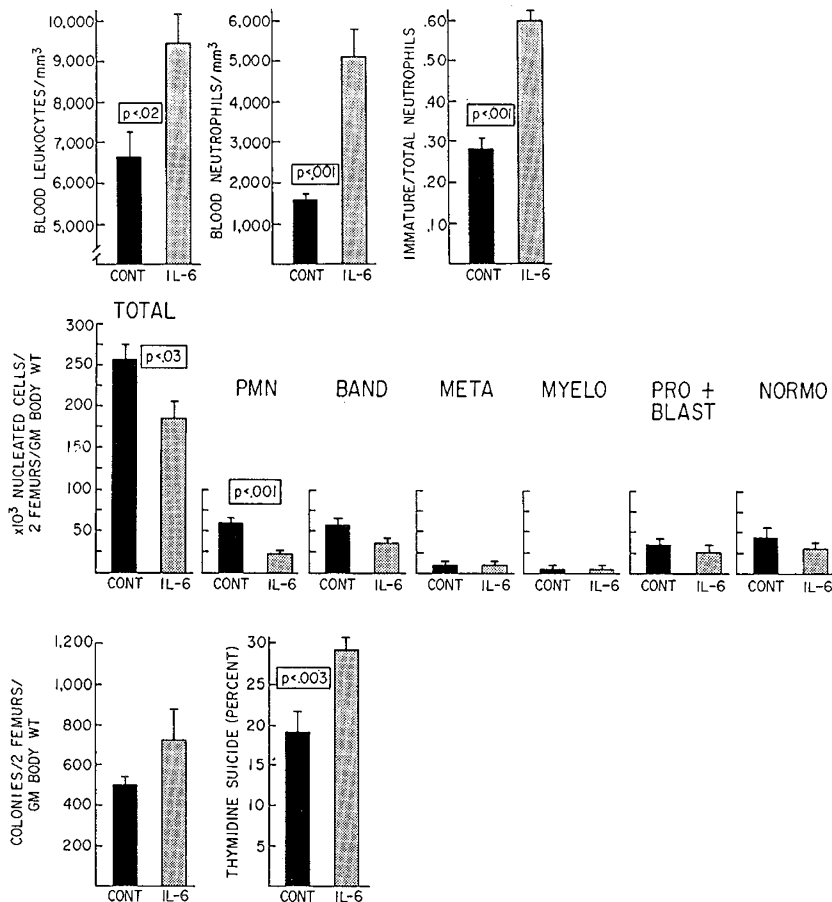 BLOOD LEUKOCYTES/mm³
10,000
9,000
8,000
7,000
6,000
5,000
p<.02
CONT IL-6
BLOOD NEUTROPHILS/mm³
6,000
5,000
4,000
3,000
2,000
1,000
p<.001
CONT IL-6
IMMATURE/TOTAL NEUTROPHILS
.60
.50
.40
.30
.20
.10
p<.001
CONT IL-6
x10³ NUCLEATED CELLS/
2 FEMURS/GM BODY WT
300
250
200
150
100
50
TOTAL
p<.03
CONT IL-6
PMN
p<.001
CONT IL-6
BAND
CONT IL-6
META
CONT IL-6
MYELO
CONT IL-6
PRO +
BLAST
CONT IL-6
NORMO
CONT IL-6
COLONIES/2 FEMURS/
GM BODY WT
1,200
1,000
800
600
400
200
CONT IL-6
THYMIDINE SUICIDE (PERCENT)
30
25
20
15
10
5
p<.003
CONT IL-6